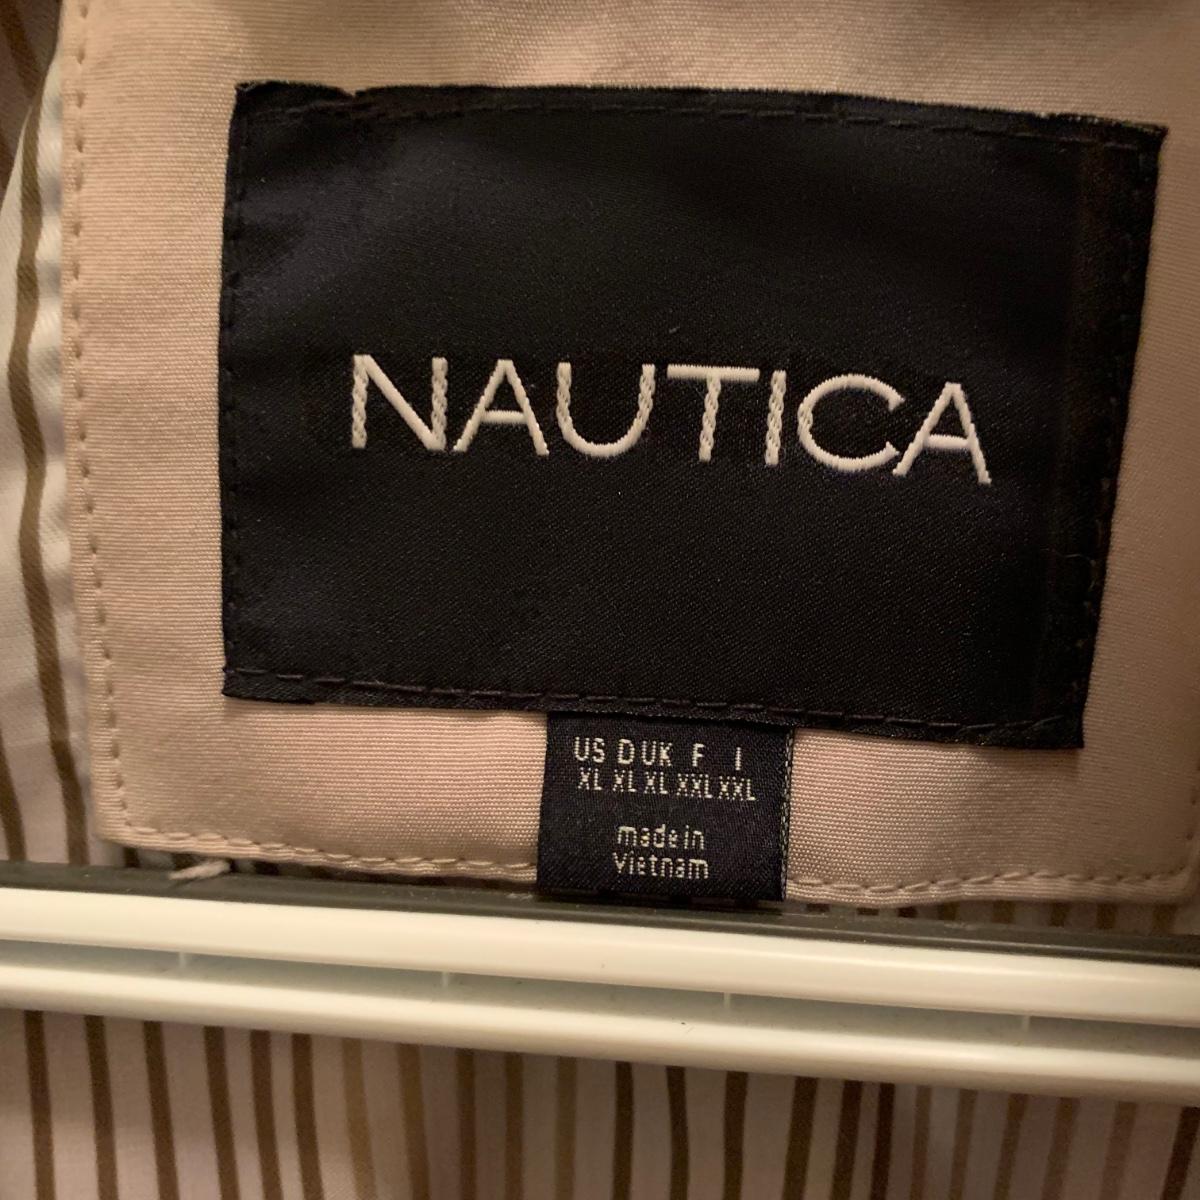 NAUTICA
US D UK F I
XL XL XL XXL XXL
made in
Vietnam